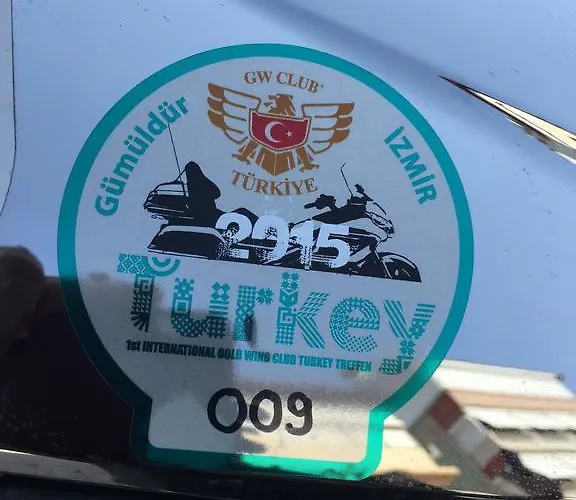 GW CLUB
TÜRKİYE
Gümüldür
İZMİR
2015
Turkey
1st INTERNATIONAL GOLD WING CLUB TURKEY TREFFEN
009